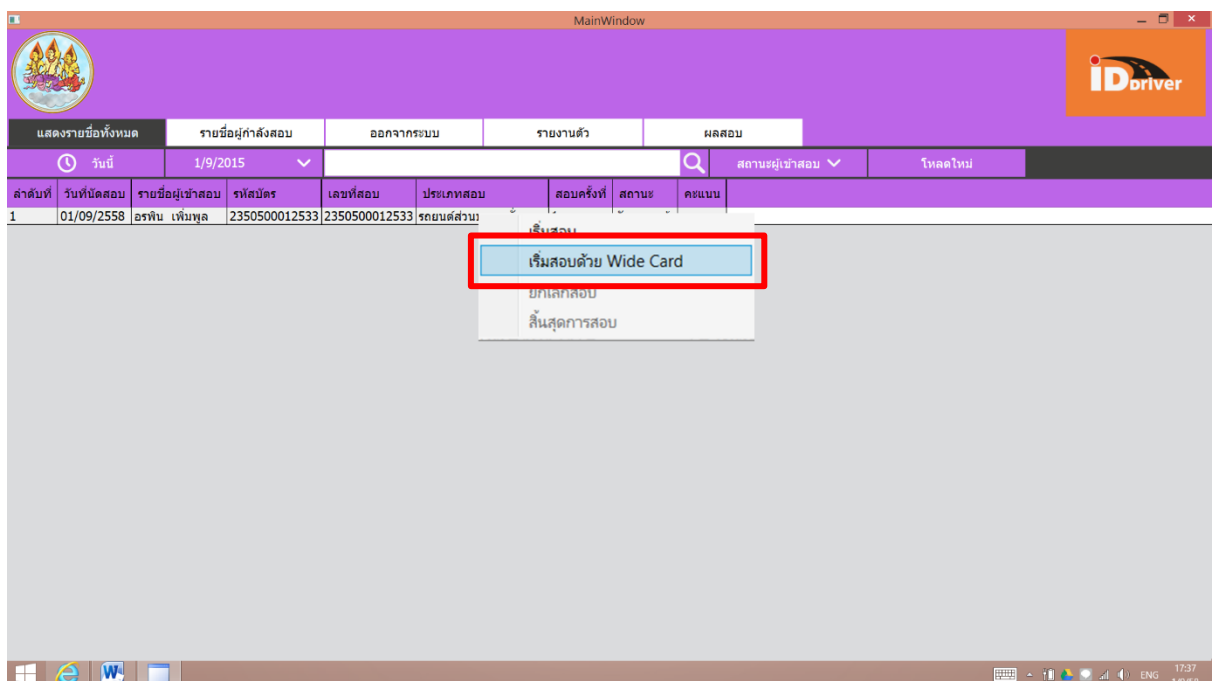 MainWindow
iDDriver
แสดงรายชื่อทั้งหมด รายชื่อผู้กำลังสอบ ออกจากระบบ รายงานตัว ผลสอบ
วันนี้ 1/9/2015 สถานะผู้เข้าสอบ โหลดใหม่
ลำดับที่ วันที่นัดสอบ รายชื่อผู้เข้าสอบ รหัสบัตร เลขที่สอบ ประเภทสอบ สอบครั้งที่ สถานะ คะแนน
1 01/09/2558 อรพิน เพิ่มพูล 2350500012533 2350500012533 รถยนต์ส่วน
เริ่มสอบ
เริ่มสอบด้วย Wide Card
ยกเลิกสอบ
สิ้นสุดการสอบ
ENG 17:37